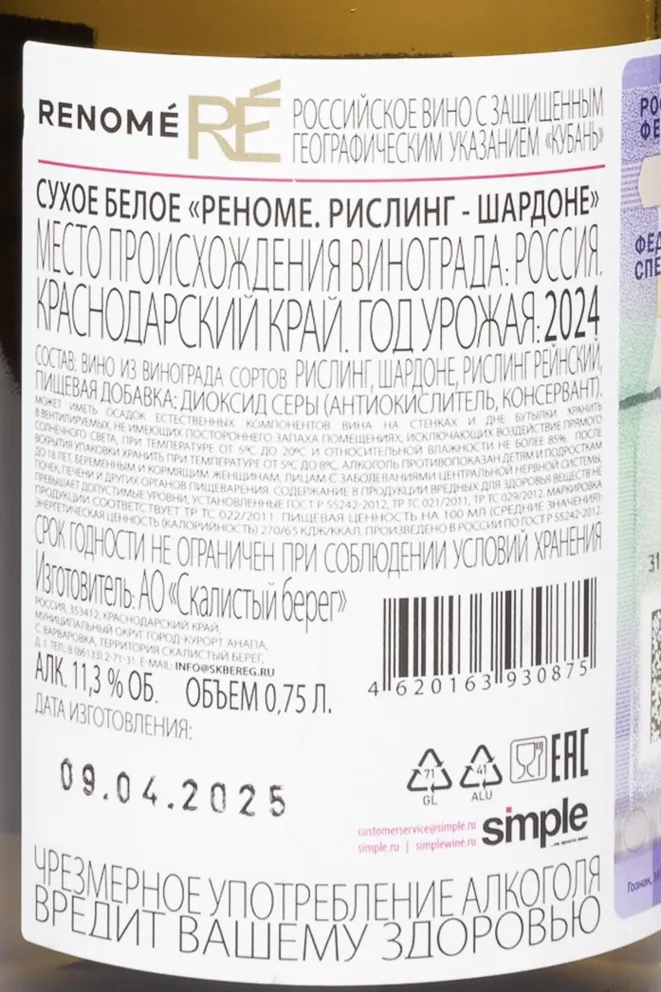 RENOMÉ RÉ
РОССИЙСКОЕ ВИНО С ЗАЩИЩЕННЫМ
ГЕОГРАФИЧЕСКИМ УКАЗАНИЕМ «КУБАНЬ»
СУХОЕ БЕЛОЕ «РЕНОМЕ. РИСЛИНГ - ШАРДОНЕ»
МЕСТО ПРОИСХОЖДЕНИЯ ВИНОГРАДА: РОССИЯ,
КРАСНОДАРСКИЙ КРАЙ. ГОД УРОЖАЯ: 2024
СОСТАВ: ВИНО ИЗ ВИНОГРАДА СОРТОВ РИСЛИНГ, ШАРДОНЕ, РИСЛИНГ РЕЙНСКИЙ,
ПИЩЕВАЯ ДОБАВКА: ДИОКСИД СЕРЫ (АНТИОКИСЛИТЕЛЬ, КОНСЕРВАНТ).
МОЖЕТ ИМЕТЬ ОСАДОК ЕСТЕСТВЕННЫХ КОМПОНЕНТОВ ВИНА НА СТЕНКАХ И ДНЕ БУТЫЛКИ. ХРАНИТЬ
В ВЕНТИЛИРУЕМЫХ, НЕ ИМЕЮЩИХ ПОСТОРОННЕГО ЗАПАХА ПОМЕЩЕНИЯХ, ИСКЛЮЧАЮЩИХ ВОЗДЕЙСТВИЕ ПРЯМОГО
СОЛНЕЧНОГО СВЕТА, ПРИ ТЕМПЕРАТУРЕ ОТ 5ºС ДО 20ºС И ОТНОСИТЕЛЬНОЙ ВЛАЖНОСТИ НЕ БОЛЕЕ 85%. ПОСЛЕ
ВСКРЫТИЯ УПАКОВКИ ХРАНИТЬ ПРИ ТЕМПЕРАТУРЕ ОТ 5ºС ДО 8ºС. АЛКОГОЛЬ ПРОТИВОПОКАЗАН ДЕТЯМ И ПОДРОСТКАМ
ДО 18 ЛЕТ, БЕРЕМЕННЫМ И КОРМЯЩИМ ЖЕНЩИНАМ, ЛИЦАМ С ЗАБОЛЕВАНИЯМИ ЦЕНТРАЛЬНОЙ НЕРВНОЙ СИСТЕМЫ,
ПОЧЕК, ПЕЧЕНИ И ДРУГИХ ОРГАНОВ ПИЩЕВАРЕНИЯ. СОДЕРЖАНИЕ В ПРОДУКЦИИ ВРЕДНЫХ ДЛЯ ЗДОРОВЬЯ ВЕЩЕСТВ НЕ
ПРЕВЫШАЕТ ДОПУСТИМЫЕ УРОВНИ, УСТАНОВЛЕННЫЕ ГОСТ Р 55242-2012, ТР ТС 021/2011, ТР ТС 029/2012. МАРКИРОВКА
ПРОДУКЦИИ СООТВЕТСТВУЕТ ТР ТС 022/2011. ПИЩЕВАЯ ЦЕННОСТЬ НА 100 МЛ (СРЕДНИЕ ЗНАЧЕНИЯ):
ЭНЕРГЕТИЧЕСКАЯ ЦЕННОСТЬ (КАЛОРИЙНОСТЬ) 270/65 КДЖ/ККАЛ. ПРОИЗВЕДЕНО В РОССИИ ПО ГОСТ Р 55242-2012.
СРОК ГОДНОСТИ НЕ ОГРАНИЧЕН ПРИ СОБЛЮДЕНИИ УСЛОВИЙ ХРАНЕНИЯ
Изготовитель: АО «Скалистый берег»
РОССИЯ, 353412, КРАСНОДАРСКИЙ КРАЙ,
МУНИЦИПАЛЬНЫЙ ОКРУГ ГОРОД-КУРОРТ АНАПА,
С. ВАРВАРОВКА, ТЕРРИТОРИЯ СКАЛИСТЫЙ БЕРЕГ,
Д. 1. ТЕЛ.: 8 (86133) 2-71-31. E-MAIL: INFO@SKBEREG.RU
АЛК. 11,3 % ОБ. ОБЪЕМ 0,75 Л.
ДАТА ИЗГОТОВЛЕНИЯ:
09.04.2025
4 620163 930875
71 GL
41 ALU
EAC
customerservice@simple.ru
simple.ru | simplewine.ru
simple
...не просто вино
ЧРЕЗМЕРНОЕ УПОТРЕБЛЕНИЕ АЛКОГОЛЯ
ВРЕДИТ ВАШЕМУ ЗДОРОВЬЮ
РО
ФЕ
ФЕД
СПЕ
31
Гознак,